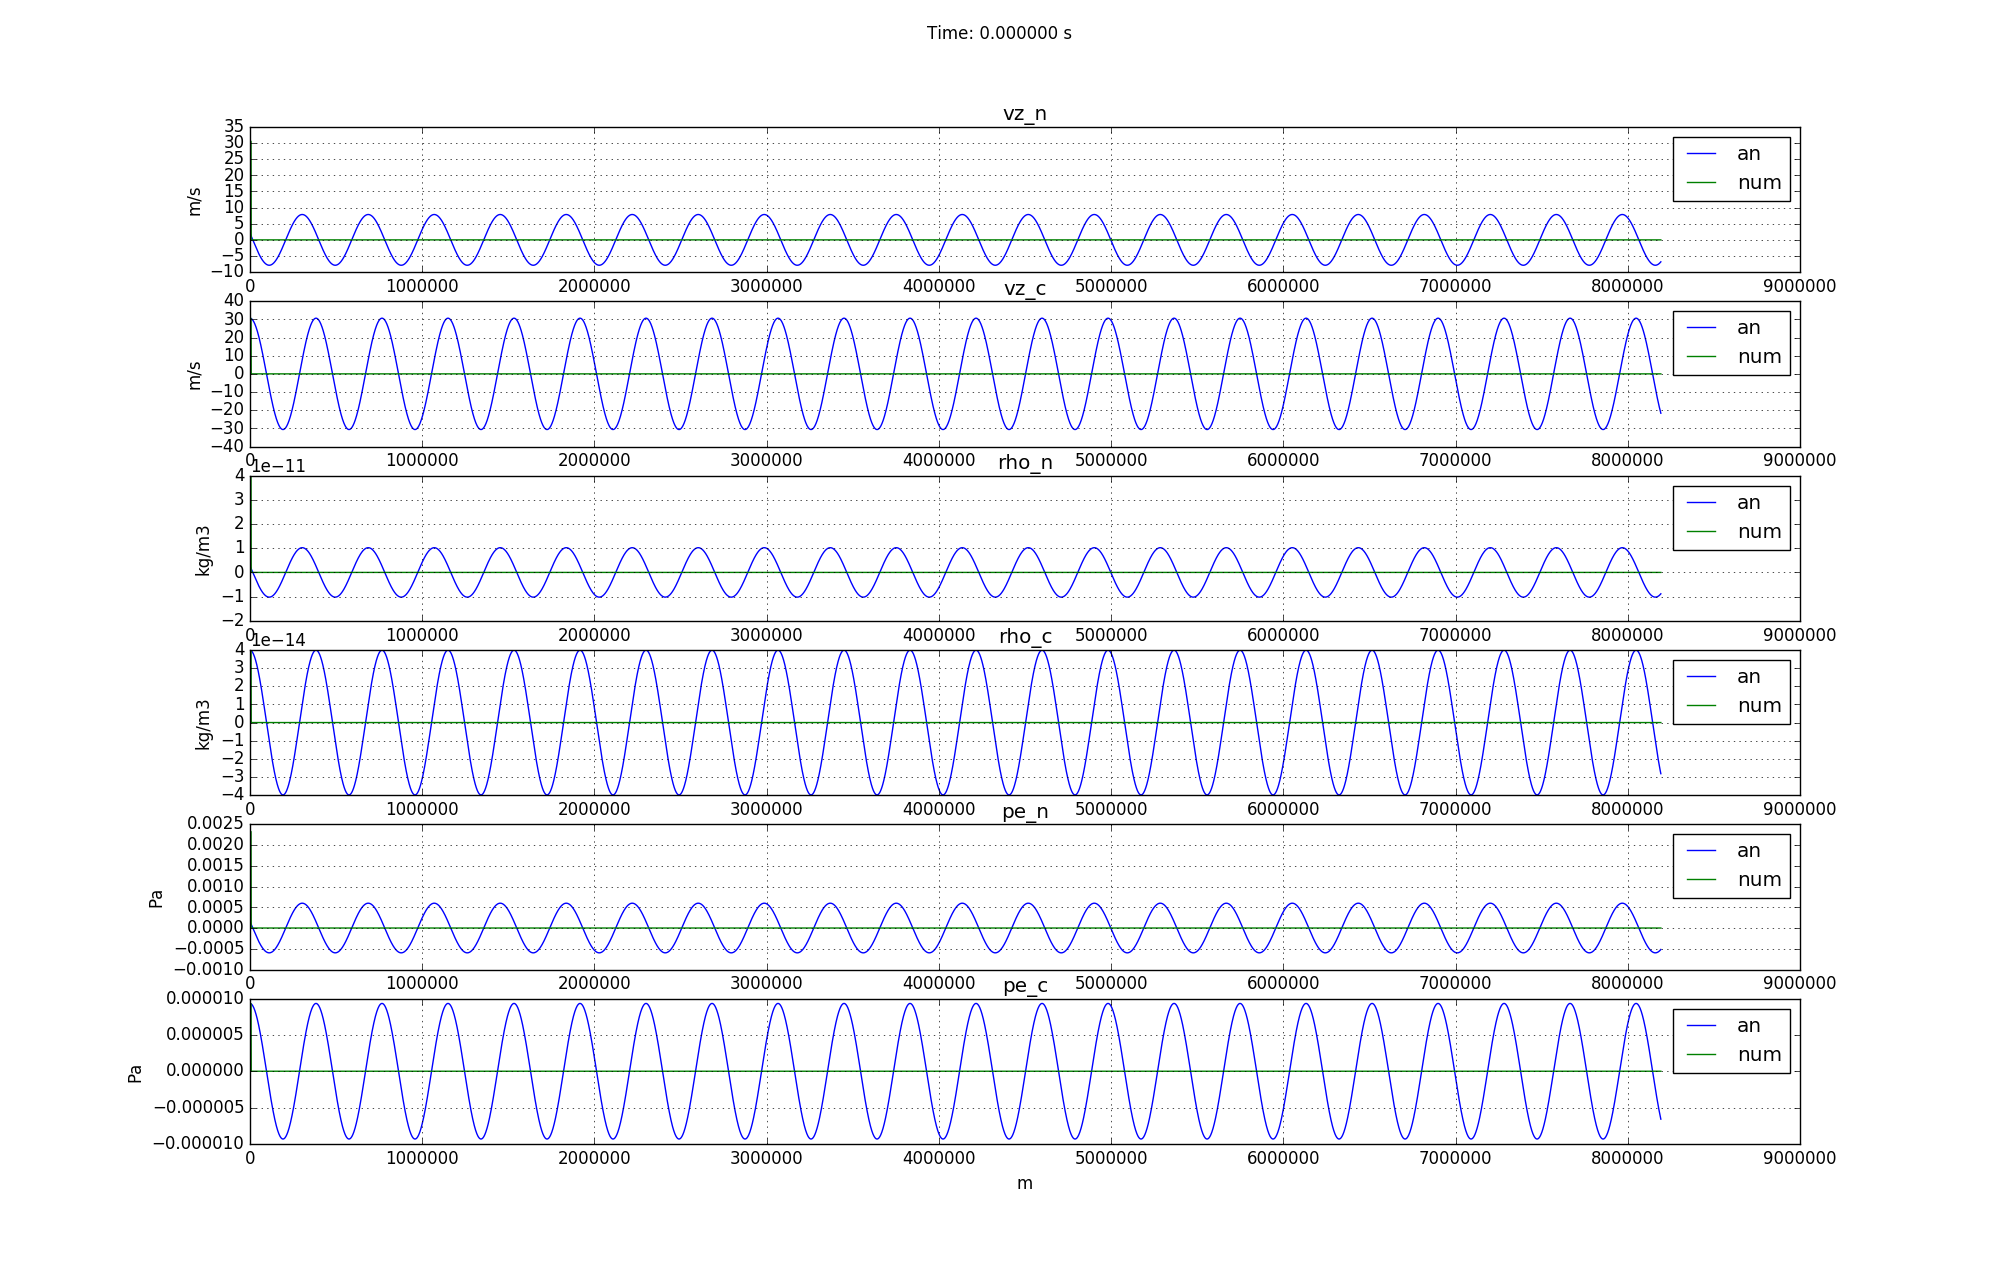 Time: 0.000000 s
vz_n
35
30
25
20
15
10
5
0
−5
−10
m/s
an
num
0 1000000 2000000 3000000 4000000 5000000 6000000 7000000 8000000 9000000
vz_c
40
30
20
10
0
−10
−20
−30
−40
m/s
an
num
0 1000000 2000000 3000000 4000000 5000000 6000000 7000000 8000000 9000000
1e−11
rho_n
4
3
2
1
0
−1
−2
kg/m3
an
num
0 1000000 2000000 3000000 4000000 5000000 6000000 7000000 8000000 9000000
1e−14
rho_c
4
3
2
1
0
−1
−2
−3
−4
kg/m3
an
num
0 1000000 2000000 3000000 4000000 5000000 6000000 7000000 8000000 9000000
pe_n
0.0025
0.0020
0.0015
0.0010
0.0005
0.0000
−0.0005
−0.0010
Pa
an
num
0 1000000 2000000 3000000 4000000 5000000 6000000 7000000 8000000 9000000
pe_c
0.000010
0.000005
0.000000
−0.000005
−0.000010
Pa
an
num
0 1000000 2000000 3000000 4000000 5000000 6000000 7000000 8000000 9000000
m